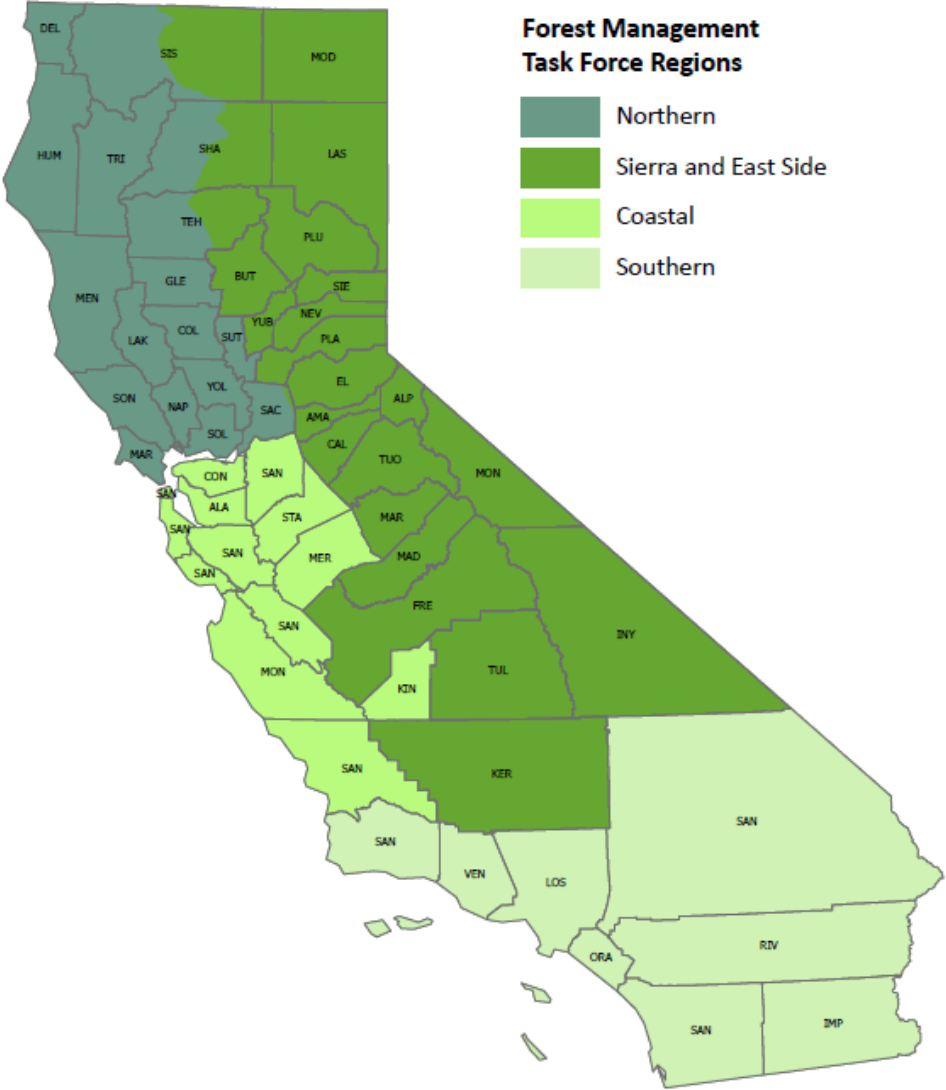 Forest Management
Task Force Regions
Northern
Sierra and East Side
Coastal
Southern
DEL
SIS
MOD
HUM
TRI
SHA
LAS
TEH
PLU
MEN
GLE
BUT
SIE
LAK
COL
SUT
YUB
NEV
PLA
SON
NAP
YOL
SAC
EL
ALP
MAR
SOL
AMA
CAL
TUO
MON
CON
SAN
SAN
ALA
STA
MAR
SAN
SAN
MER
MAD
SAN
FRE
SAN
INY
MON
KIN
TUL
SAN
KER
SAN
SAN
VEN
LOS
ORA
RIV
SAN
IMP